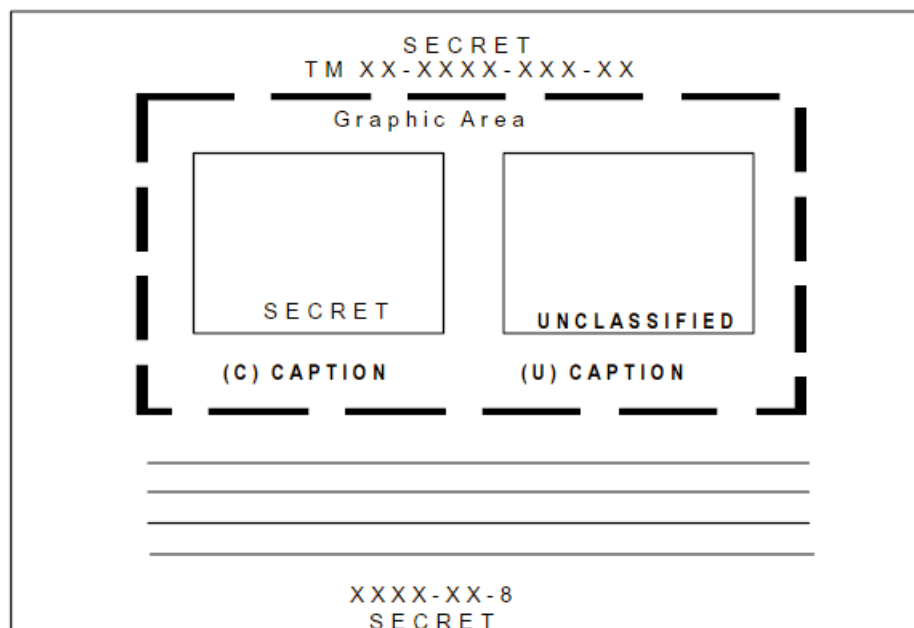 SECRET
TM XX-XXXX-XXX-XX
Graphic Area
SECRET
UNCLASSIFIED
(C) CAPTION
(U) CAPTION
XXXX-XX-8
SECRET